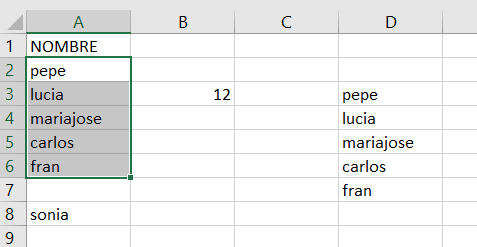 A B C D
1 NOMBRE
2 pepe
3 lucia 12 pepe
4 mariajose lucia
5 carlos mariajose
6 fran carlos
7 fran
8 sonia
9